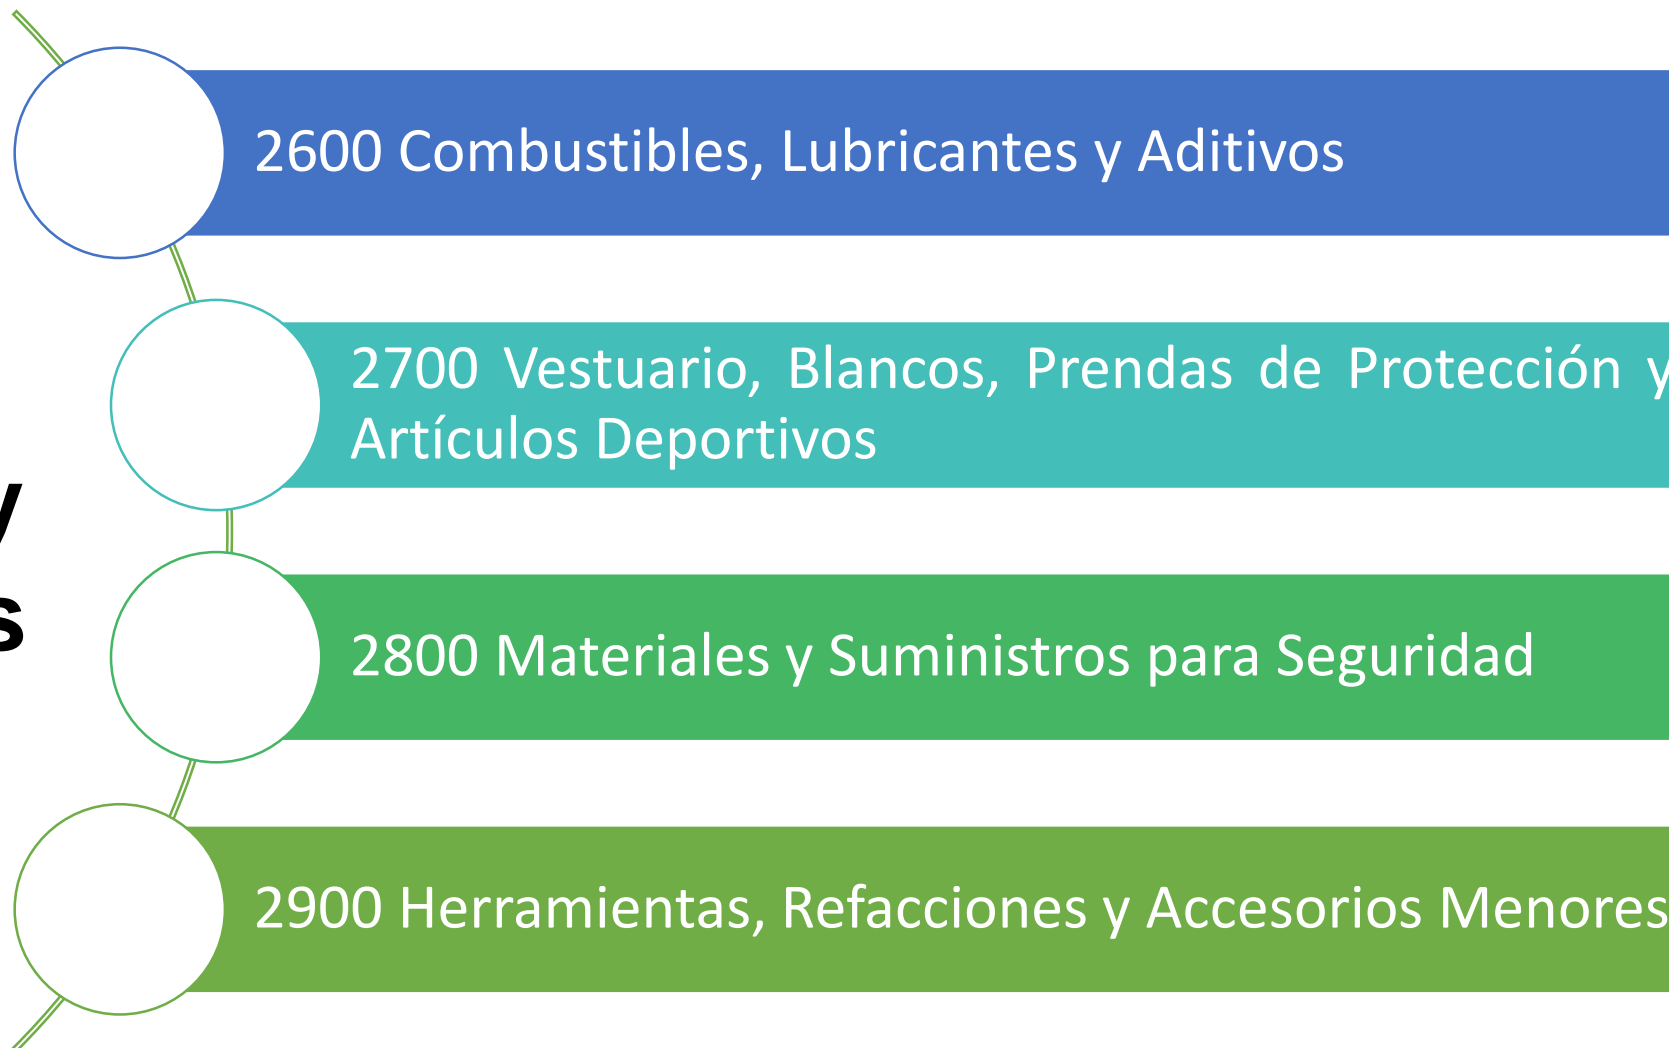 2600 Combustibles, Lubricantes y Aditivos
2700 Vestuario, Blancos, Prendas de Protección y
Artículos Deportivos
y
s
2800 Materiales y Suministros para Seguridad
2900 Herramientas, Refacciones y Accesorios Menores